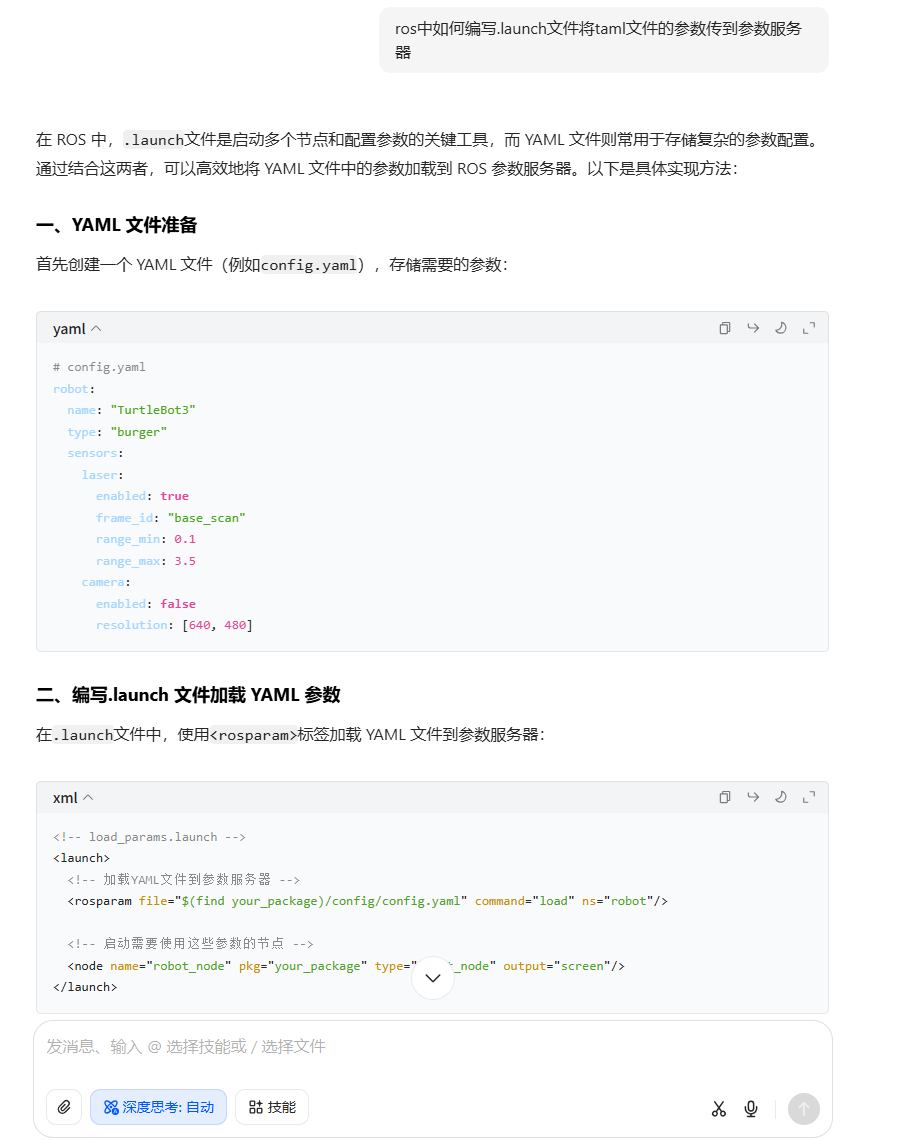 ros中如何编写.launch文件将taml文件的参数传到参数服务
器
在 ROS 中，.launch文件是启动多个节点和配置参数的关键工具，而 YAML 文件则常用于存储复杂的参数配置。
通过结合这两者，可以高效地将 YAML 文件中的参数加载到 ROS 参数服务器。以下是具体实现方法：
一、YAML 文件准备
首先创建一个 YAML 文件（例如config.yaml），存储需要的参数：
yaml
# config.yaml
robot:
  name: "TurtleBot3"
  type: "burger"
  sensors:
    laser:
      enabled: true
      frame_id: "base_scan"
      range_min: 0.1
      range_max: 3.5
    camera:
      enabled: false
      resolution: [640, 480]
二、编写.launch 文件加载 YAML 参数
在.launch文件中，使用<rosparam>标签加载 YAML 文件到参数服务器：
xml
<!-- load_params.launch -->
<launch>
  <!-- 加载YAML文件到参数服务器 -->
  <rosparam file="$(find your_package)/config/config.yaml" command="load" ns="robot"/>
  <!-- 启动需要使用这些参数的节点 -->
  <node name="robot_node" pkg="your_package" type=" _node" output="screen"/>
</launch>
发消息、输入 @ 选择技能或 / 选择文件
深度思考: 自动
技能